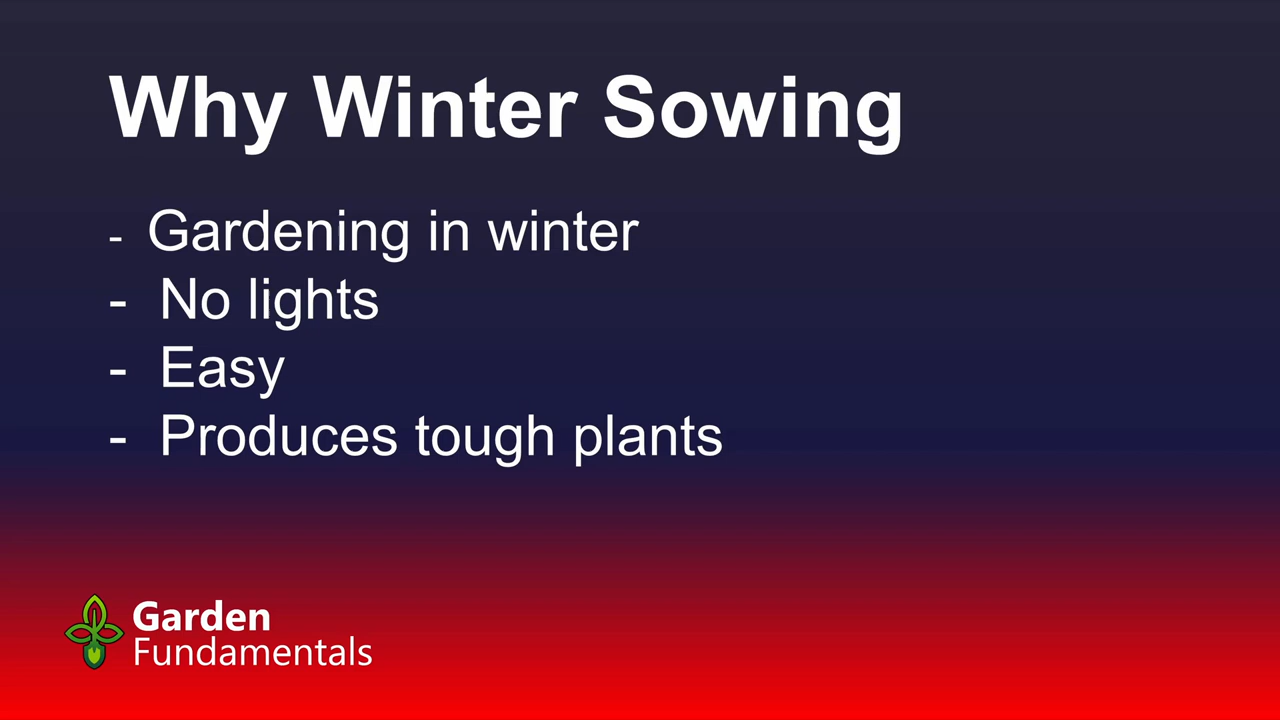 Why Winter Sowing
- Gardening in winter
- No lights
- Easy
- Produces tough plants
Garden
Fundamentals